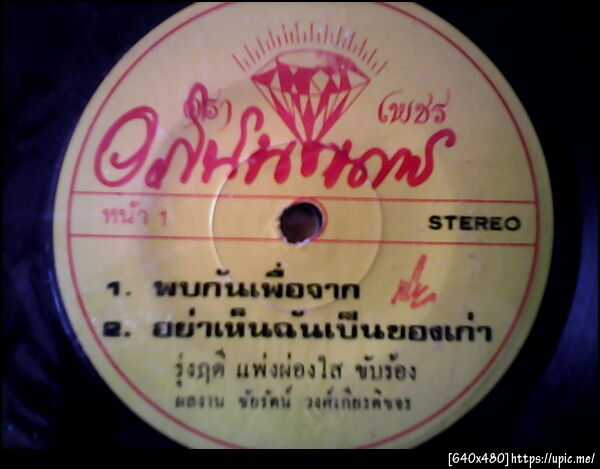 ตรา เพชร
หน้า 1
STEREO
1. พบกันเพื่อจาก
2. อย่าเห็นฉันเป็นของเก่า
รุ่งฤดี แพ่งผ่องใส ขับร้อง
ผลงาน ชัยรัตน์ วงศ์เกียรติขจร
[640x480]https://upic.me/